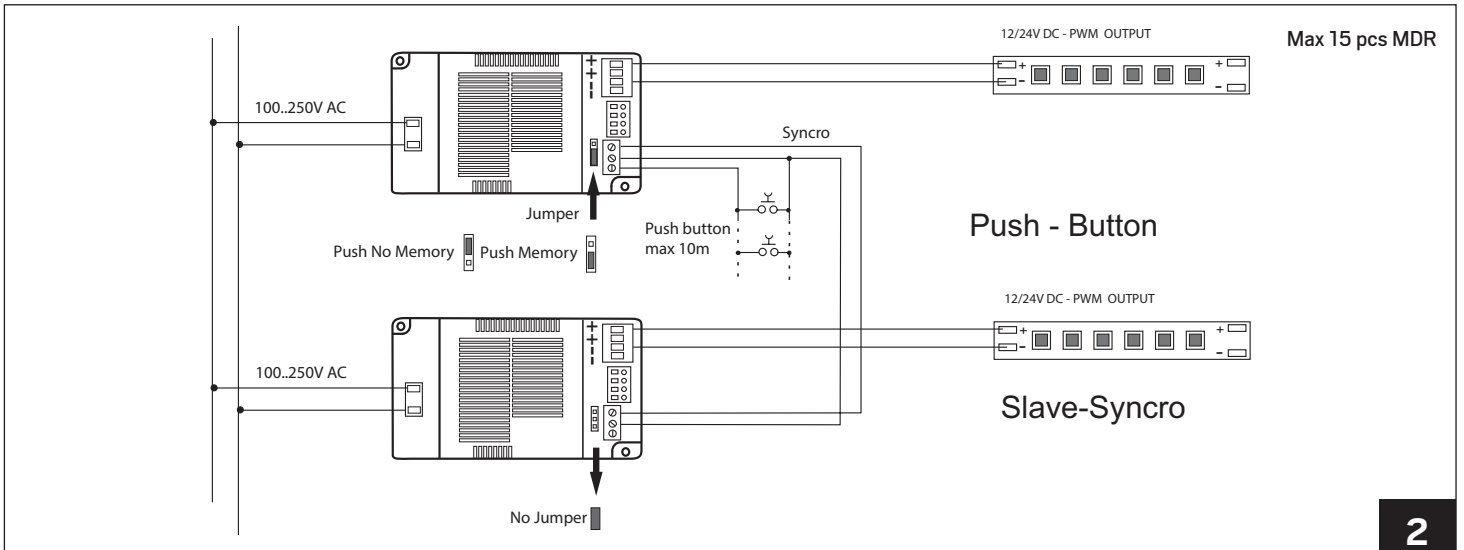 12/24V DC - PWM OUTPUT
Max 15 pcs MDR
+
+
-
-
+
-
+
-
100..250V AC
Syncro
Jumper
Push No Memory
Push Memory
Push button
max 10m
Push - Button
12/24V DC - PWM OUTPUT
+
+
-
-
+
-
+
-
100..250V AC
Slave-Syncro
No Jumper
2